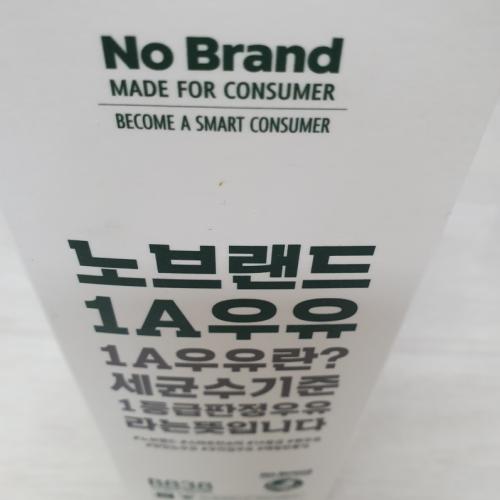 No Brand
MADE FOR CONSUMER
BECOME A SMART CONSUMER
노브랜드
1A우유
1A우유란?
세균수기준
1등급판정우유
라는뜻입니다
No Brand